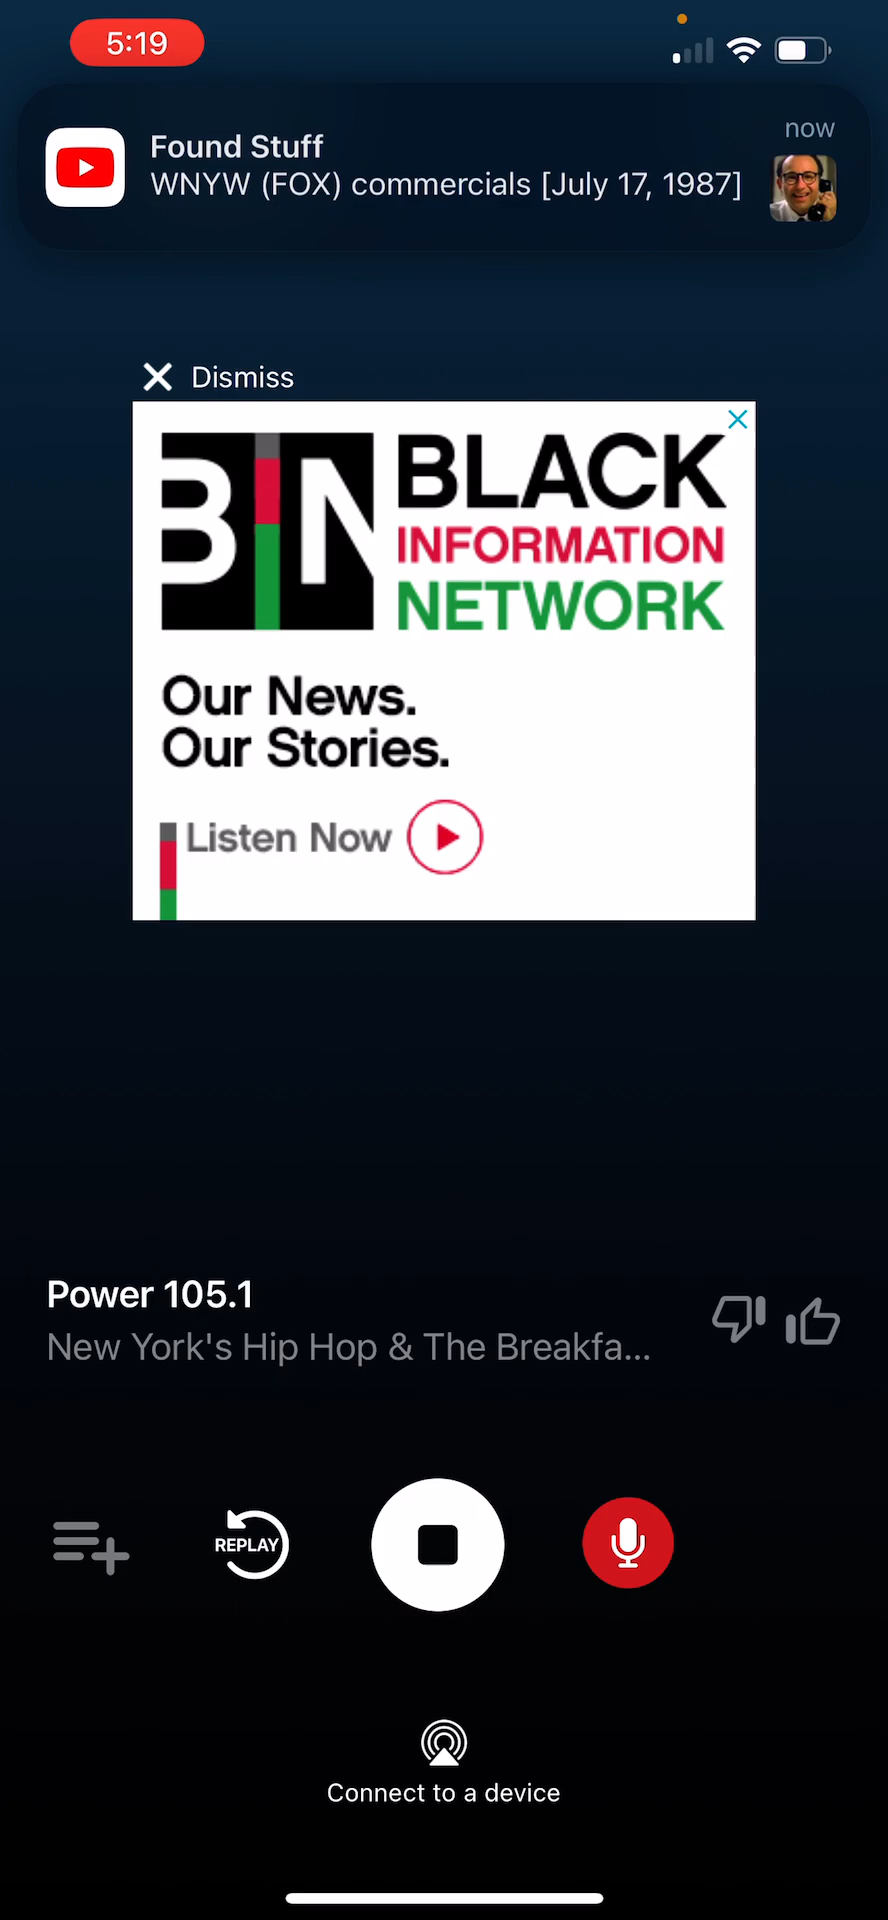 5:19
now
Found Stuff
WNYW (FOX) commercials [July 17, 1987]
Dismiss
BIN
BLACK
INFORMATION
NETWORK
Our News.
Our Stories.
Listen Now
Power 105.1
New York's Hip Hop & The Breakfa...
REPLAY
Connect to a device